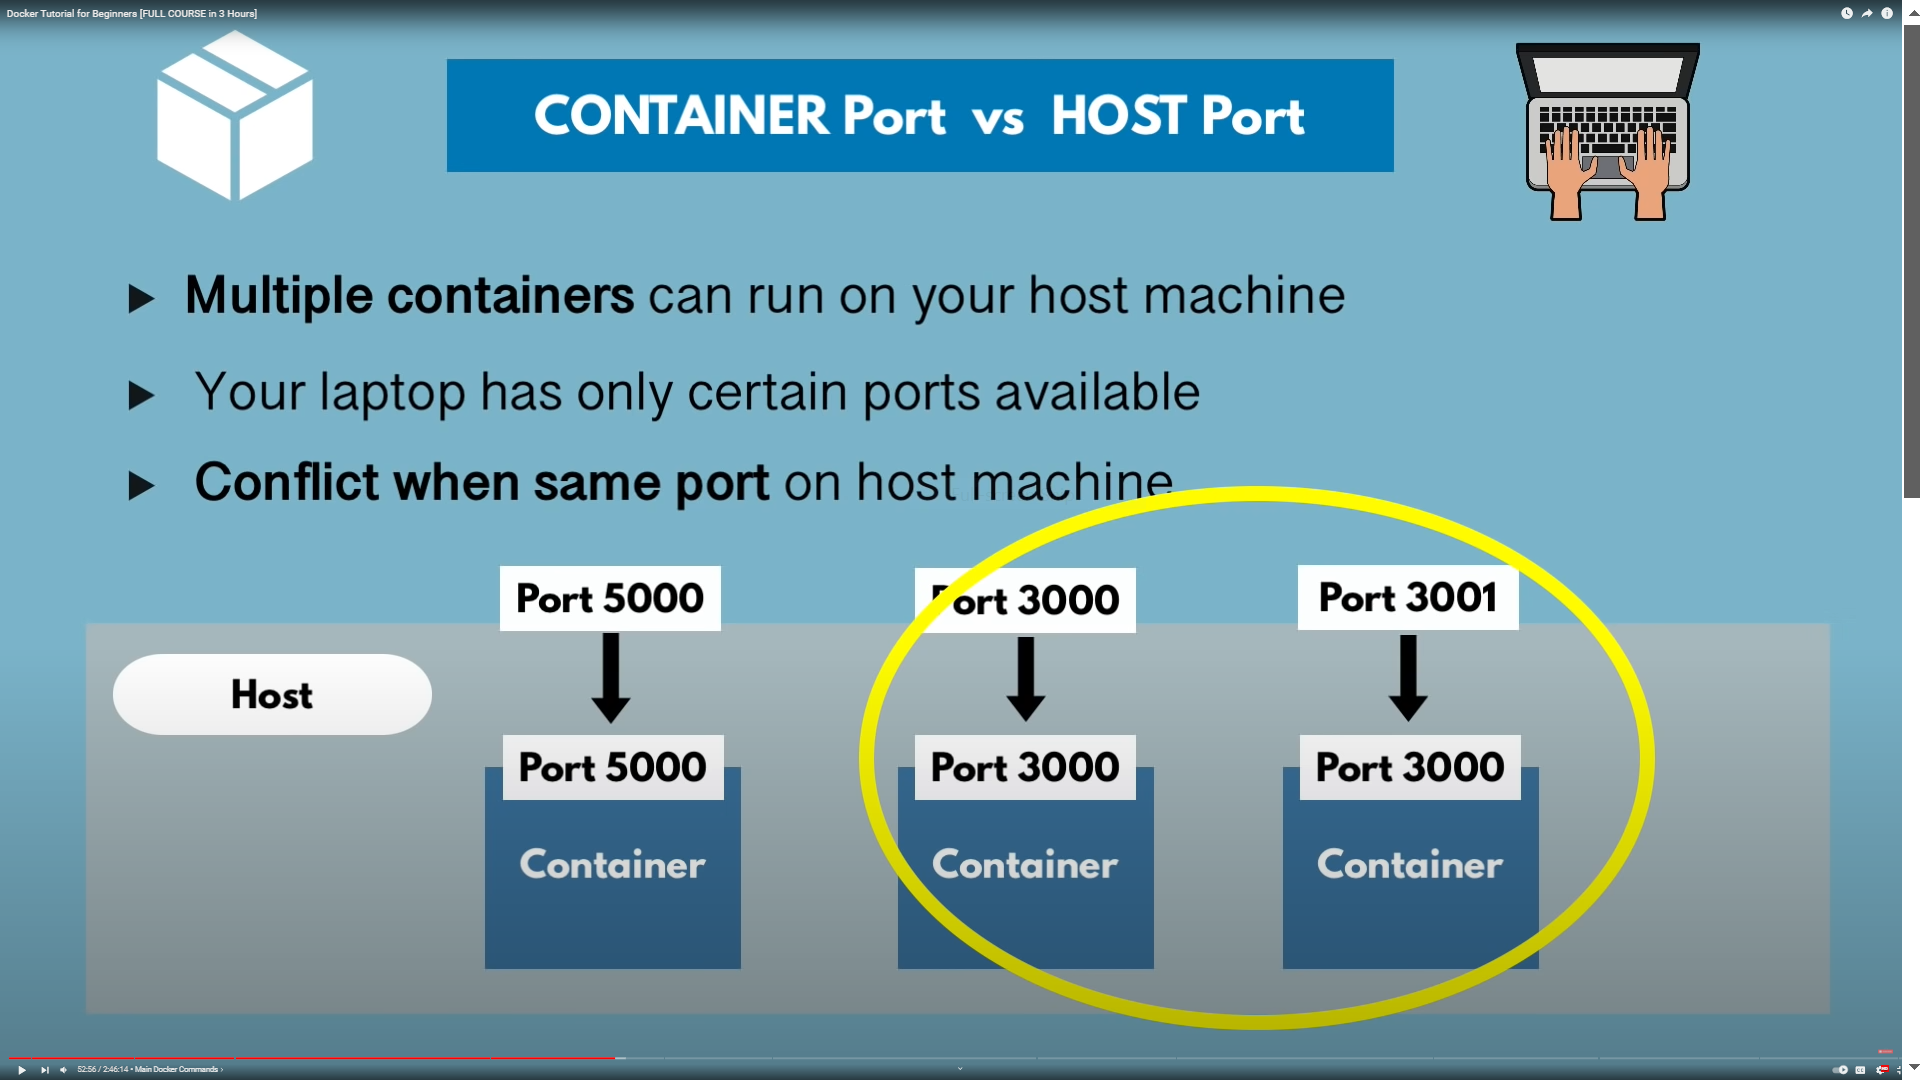 Docker Tutorial for Beginners [FULL COURSE in 3 Hours]
CONTAINER Port vs HOST Port
Multiple containers can run on your host machine
Your laptop has only certain ports available
Conflict when same port on host machine
Port 5000
Port 3000
Port 3001
Host
Port 5000
Port 3000
Port 3000
Container
Container
Container
52:56 / 2:46:14 • Main Docker Commands ›